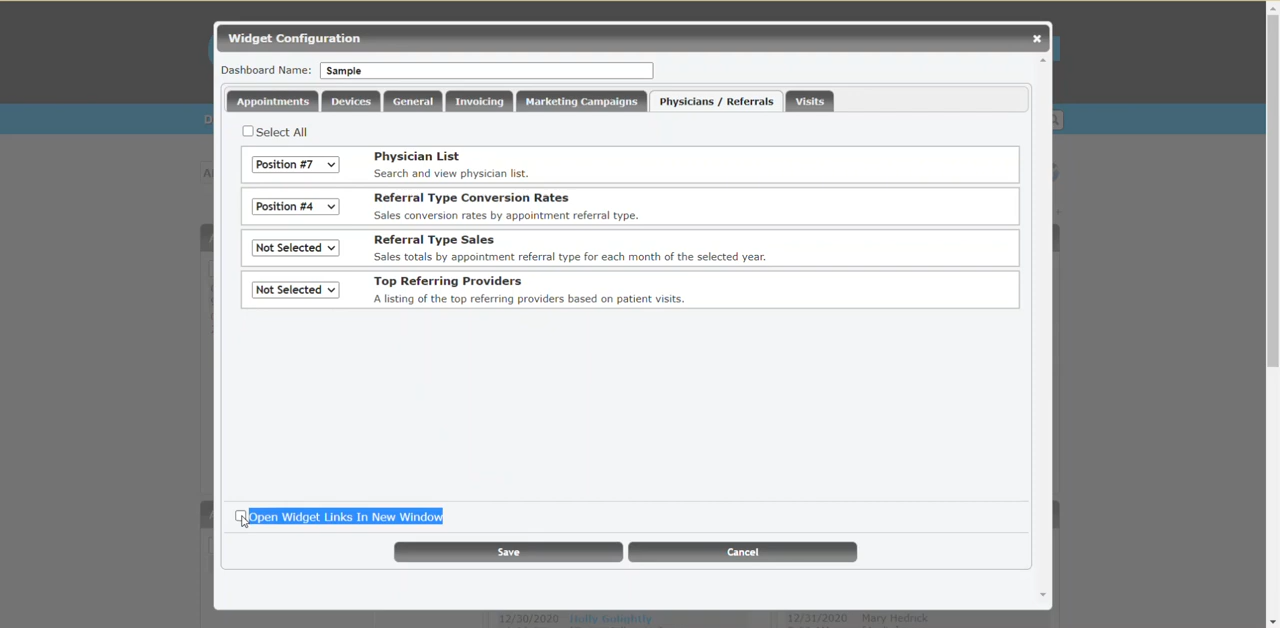 Widget Configuration
Dashboard Name: Sample
Appointments Devices General Invoicing Marketing Campaigns Physicians / Referrals Visits
Select All
Position #7 Physician List
Search and view physician list.
Position #4 Referral Type Conversion Rates
Sales conversion rates by appointment referral type.
Not Selected Referral Type Sales
Sales totals by appointment referral type for each month of the selected year.
Not Selected Top Referring Providers
A listing of the top referring providers based on patient visits.
Open Widget Links In New Window
Save Cancel
12/30/2020 Holly Golightly 12/31/2020 Mary Hedrick